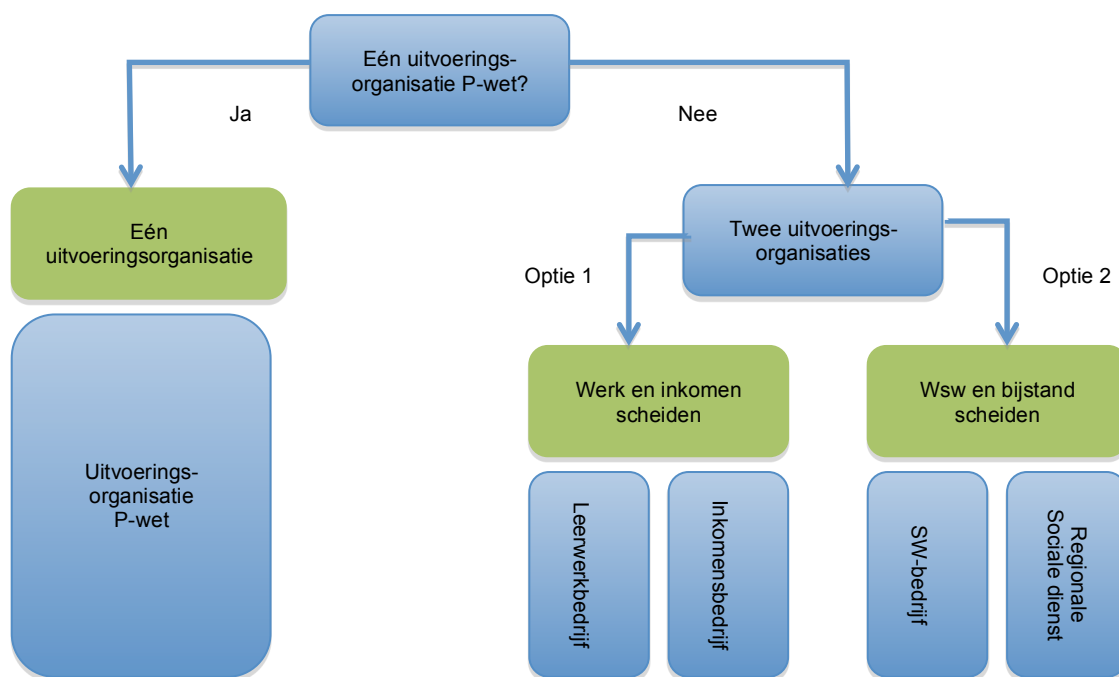 Eén uitvoerings-
organisatie P-wet?
Ja
Nee
Eén
uitvoeringsorganisatie
Twee uitvoerings-
organisaties
Optie 1
Optie 2
Werk en inkomen
scheiden
Wsw en bijstand
scheiden
Uitvoerings-
organisatie
P-wet
Leerwerkbedrijf
Inkomensbedrijf
SW-bedrijf
Regionale
Sociale dienst